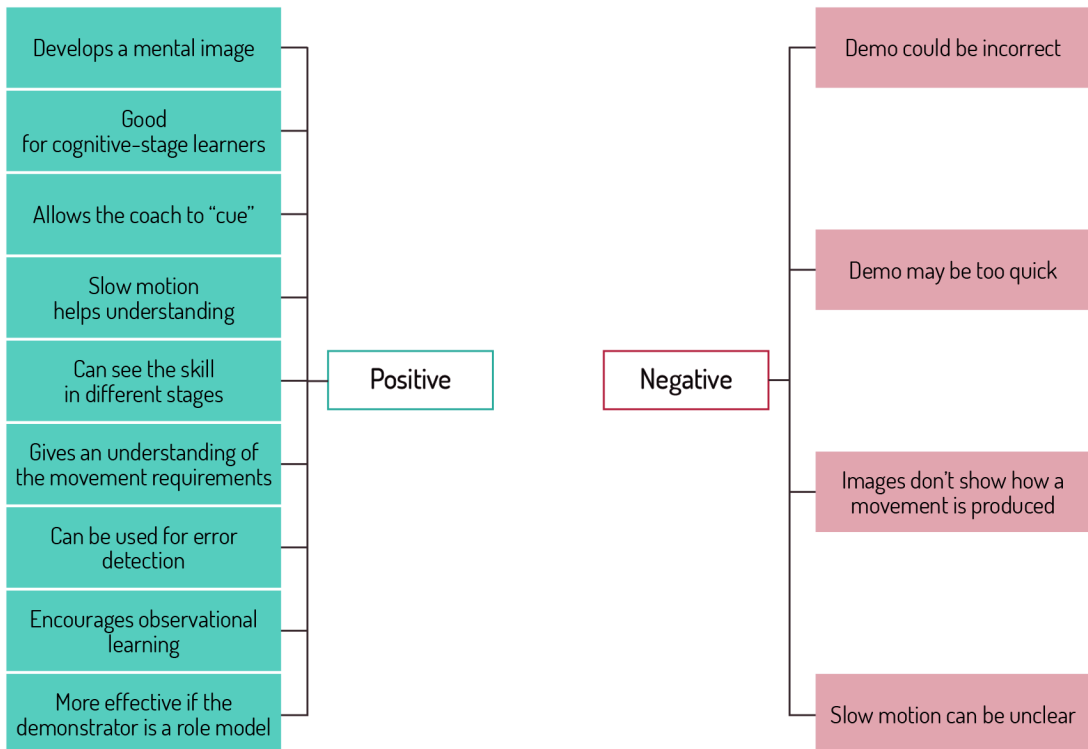 Develops a mental image
Good
for cognitive-stage learners
Allows the coach to “cue”
Slow motion
helps understanding
Can see the skill
in different stages
Gives an understanding of
the movement requirements
Can be used for error
detection
Encourages observational
learning
More effective if the
demonstrator is a role model
Positive
Negative
Demo could be incorrect
Demo may be too quick
Images don’t show how a
movement is produced
Slow motion can be unclear